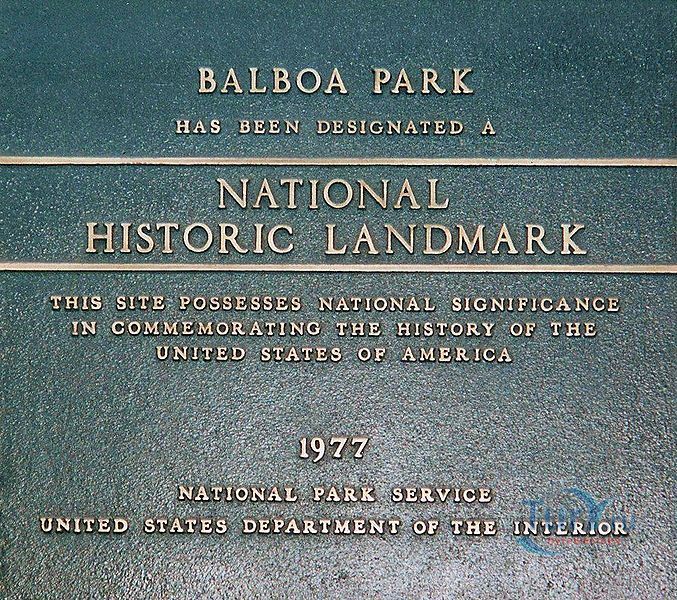 BALBOA PARK
HAS BEEN DESIGNATED A
NATIONAL
HISTORIC LANDMARK
THIS SITE POSSESSES NATIONAL SIGNIFICANCE
IN COMMEMORATING THE HISTORY OF THE
UNITED STATES OF AMERICA
1977
NATIONAL PARK SERVICE
UNITED STATES DEPARTMENT OF THE INTERIOR